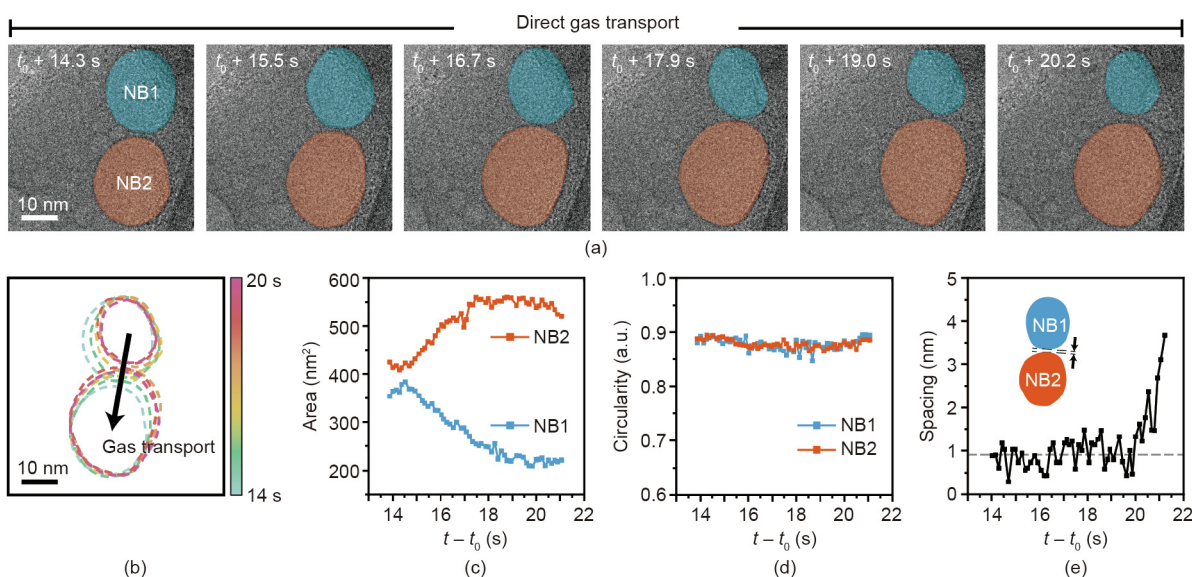 Direct gas transport
t₀ + 14.3 s
t₀ + 15.5 s
t₀ + 16.7 s
t₀ + 17.9 s
t₀ + 19.0 s
t₀ + 20.2 s
NB1
NB2
10 nm
(a)
20 s
14 s
Gas transport
10 nm
(b)
600
500
400
300
200
Area (nm²)
NB2
NB1
14 16 18 20 22
t – t₀ (s)
(c)
1.0
0.9
0.8
0.7
0.6
Circularity (a.u.)
NB1
NB2
14 16 18 20 22
t – t₀ (s)
(d)
5
4
3
2
1
0
Spacing (nm)
NB1
NB2
14 16 18 20 22
t – t₀ (s)
(e)